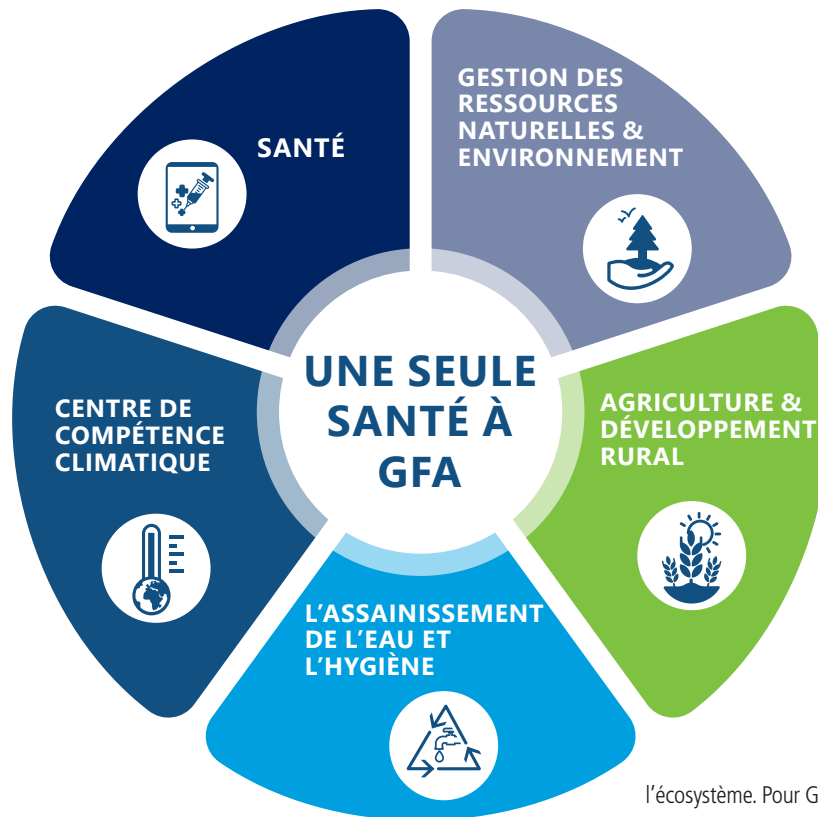 SANTÉ
GESTION DES
RESSOURCES
NATURELLES &
ENVIRONNEMENT
UNE SEULE
SANTÉ À
GFA
CENTRE DE
COMPÉTENCE
CLIMATIQUE
AGRICULTURE &
DÉVELOPPEMENT
RURAL
L'ASSAINISSEMENT
DE L'EAU ET
L'HYGIÈNE
l'écosystème. Pour G